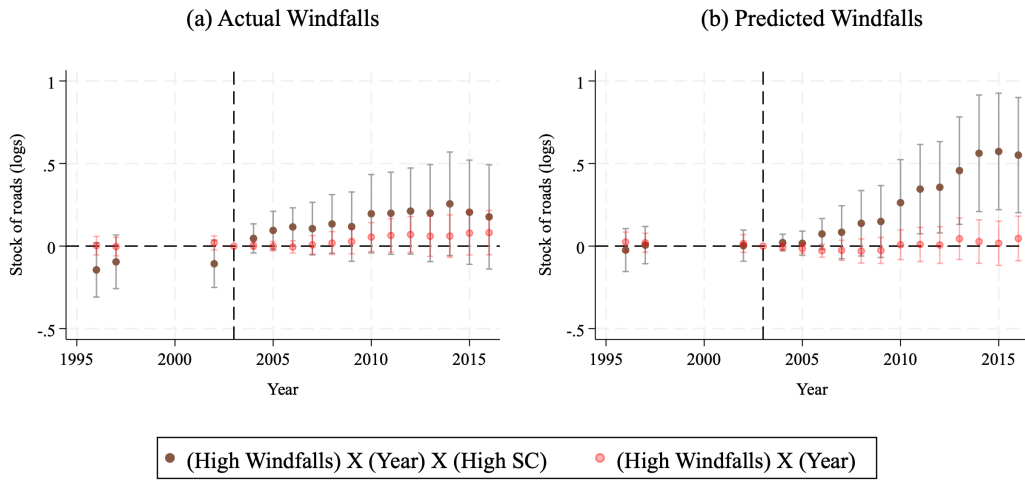 (a) Actual Windfalls
(b) Predicted Windfalls
Stock of roads (logs)
1
.5
0
-.5
1995 2000 2005 2010 2015
Year
Stock of roads (logs)
1
.5
0
-.5
1995 2000 2005 2010 2015
Year
(High Windfalls) X (Year) X (High SC)
(High Windfalls) X (Year)